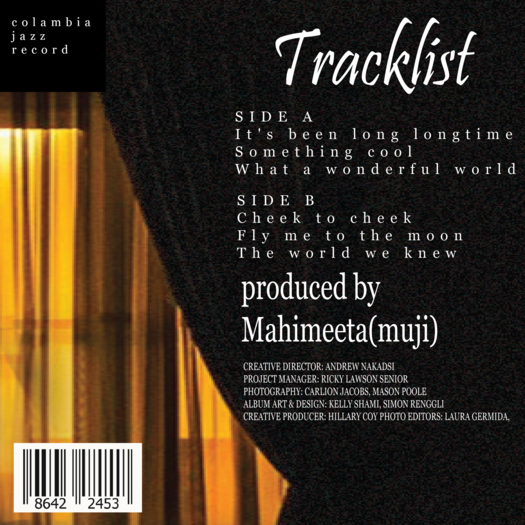 colambia
jazz
record
Tracklist
SIDE A
It's been long longtime
Something cool
What a wonderful world
SIDE B
Cheek to cheek
Fly me to the moon
The world we knew
produced by
Mahimeeta(muji)
CREATIVE DIRECTOR: ANDREW NAKADSI
PROJECT MANAGER: RICKY LAWSON SENIOR
PHOTOGRAPHY: CARLION JACOBS, MASON POOLE
ALBUM ART & DESIGN: KELLY SHAMI, SIMON RENGGLI
CREATIVE PRODUCER: HILLARY COY PHOTO EDITORS: LAURA GERMIDA,
8642 2453